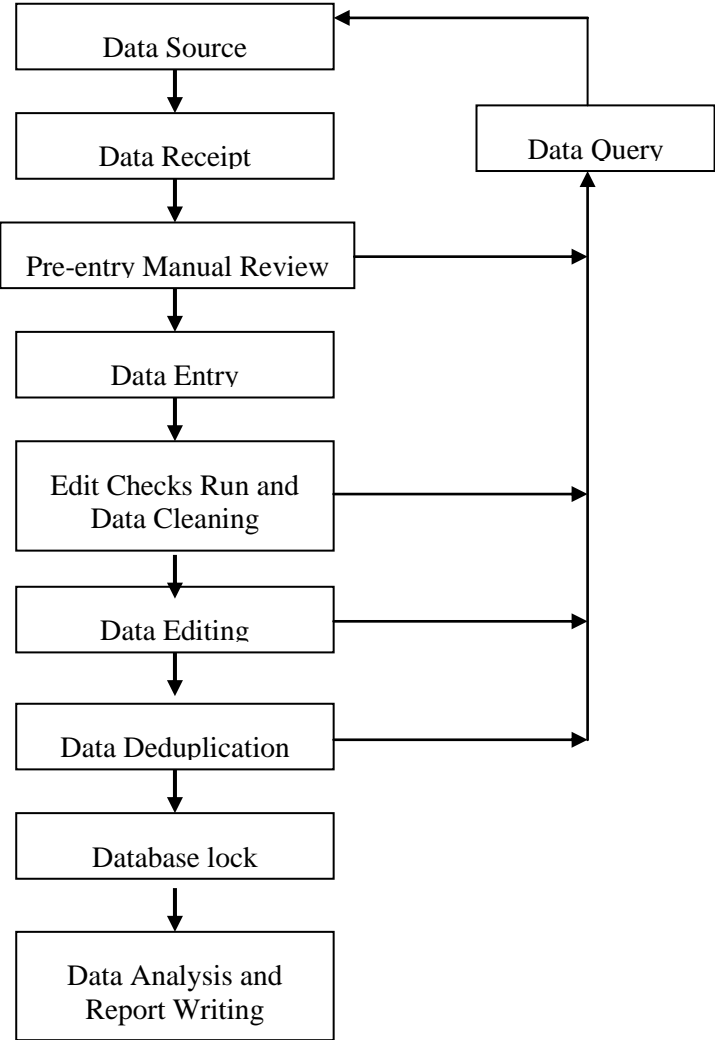 Data Source
Data Receipt
Data Query
Pre-entry Manual Review
Data Entry
Edit Checks Run and
Data Cleaning
Data Editing
Data Deduplication
Database lock
Data Analysis and
Report Writing